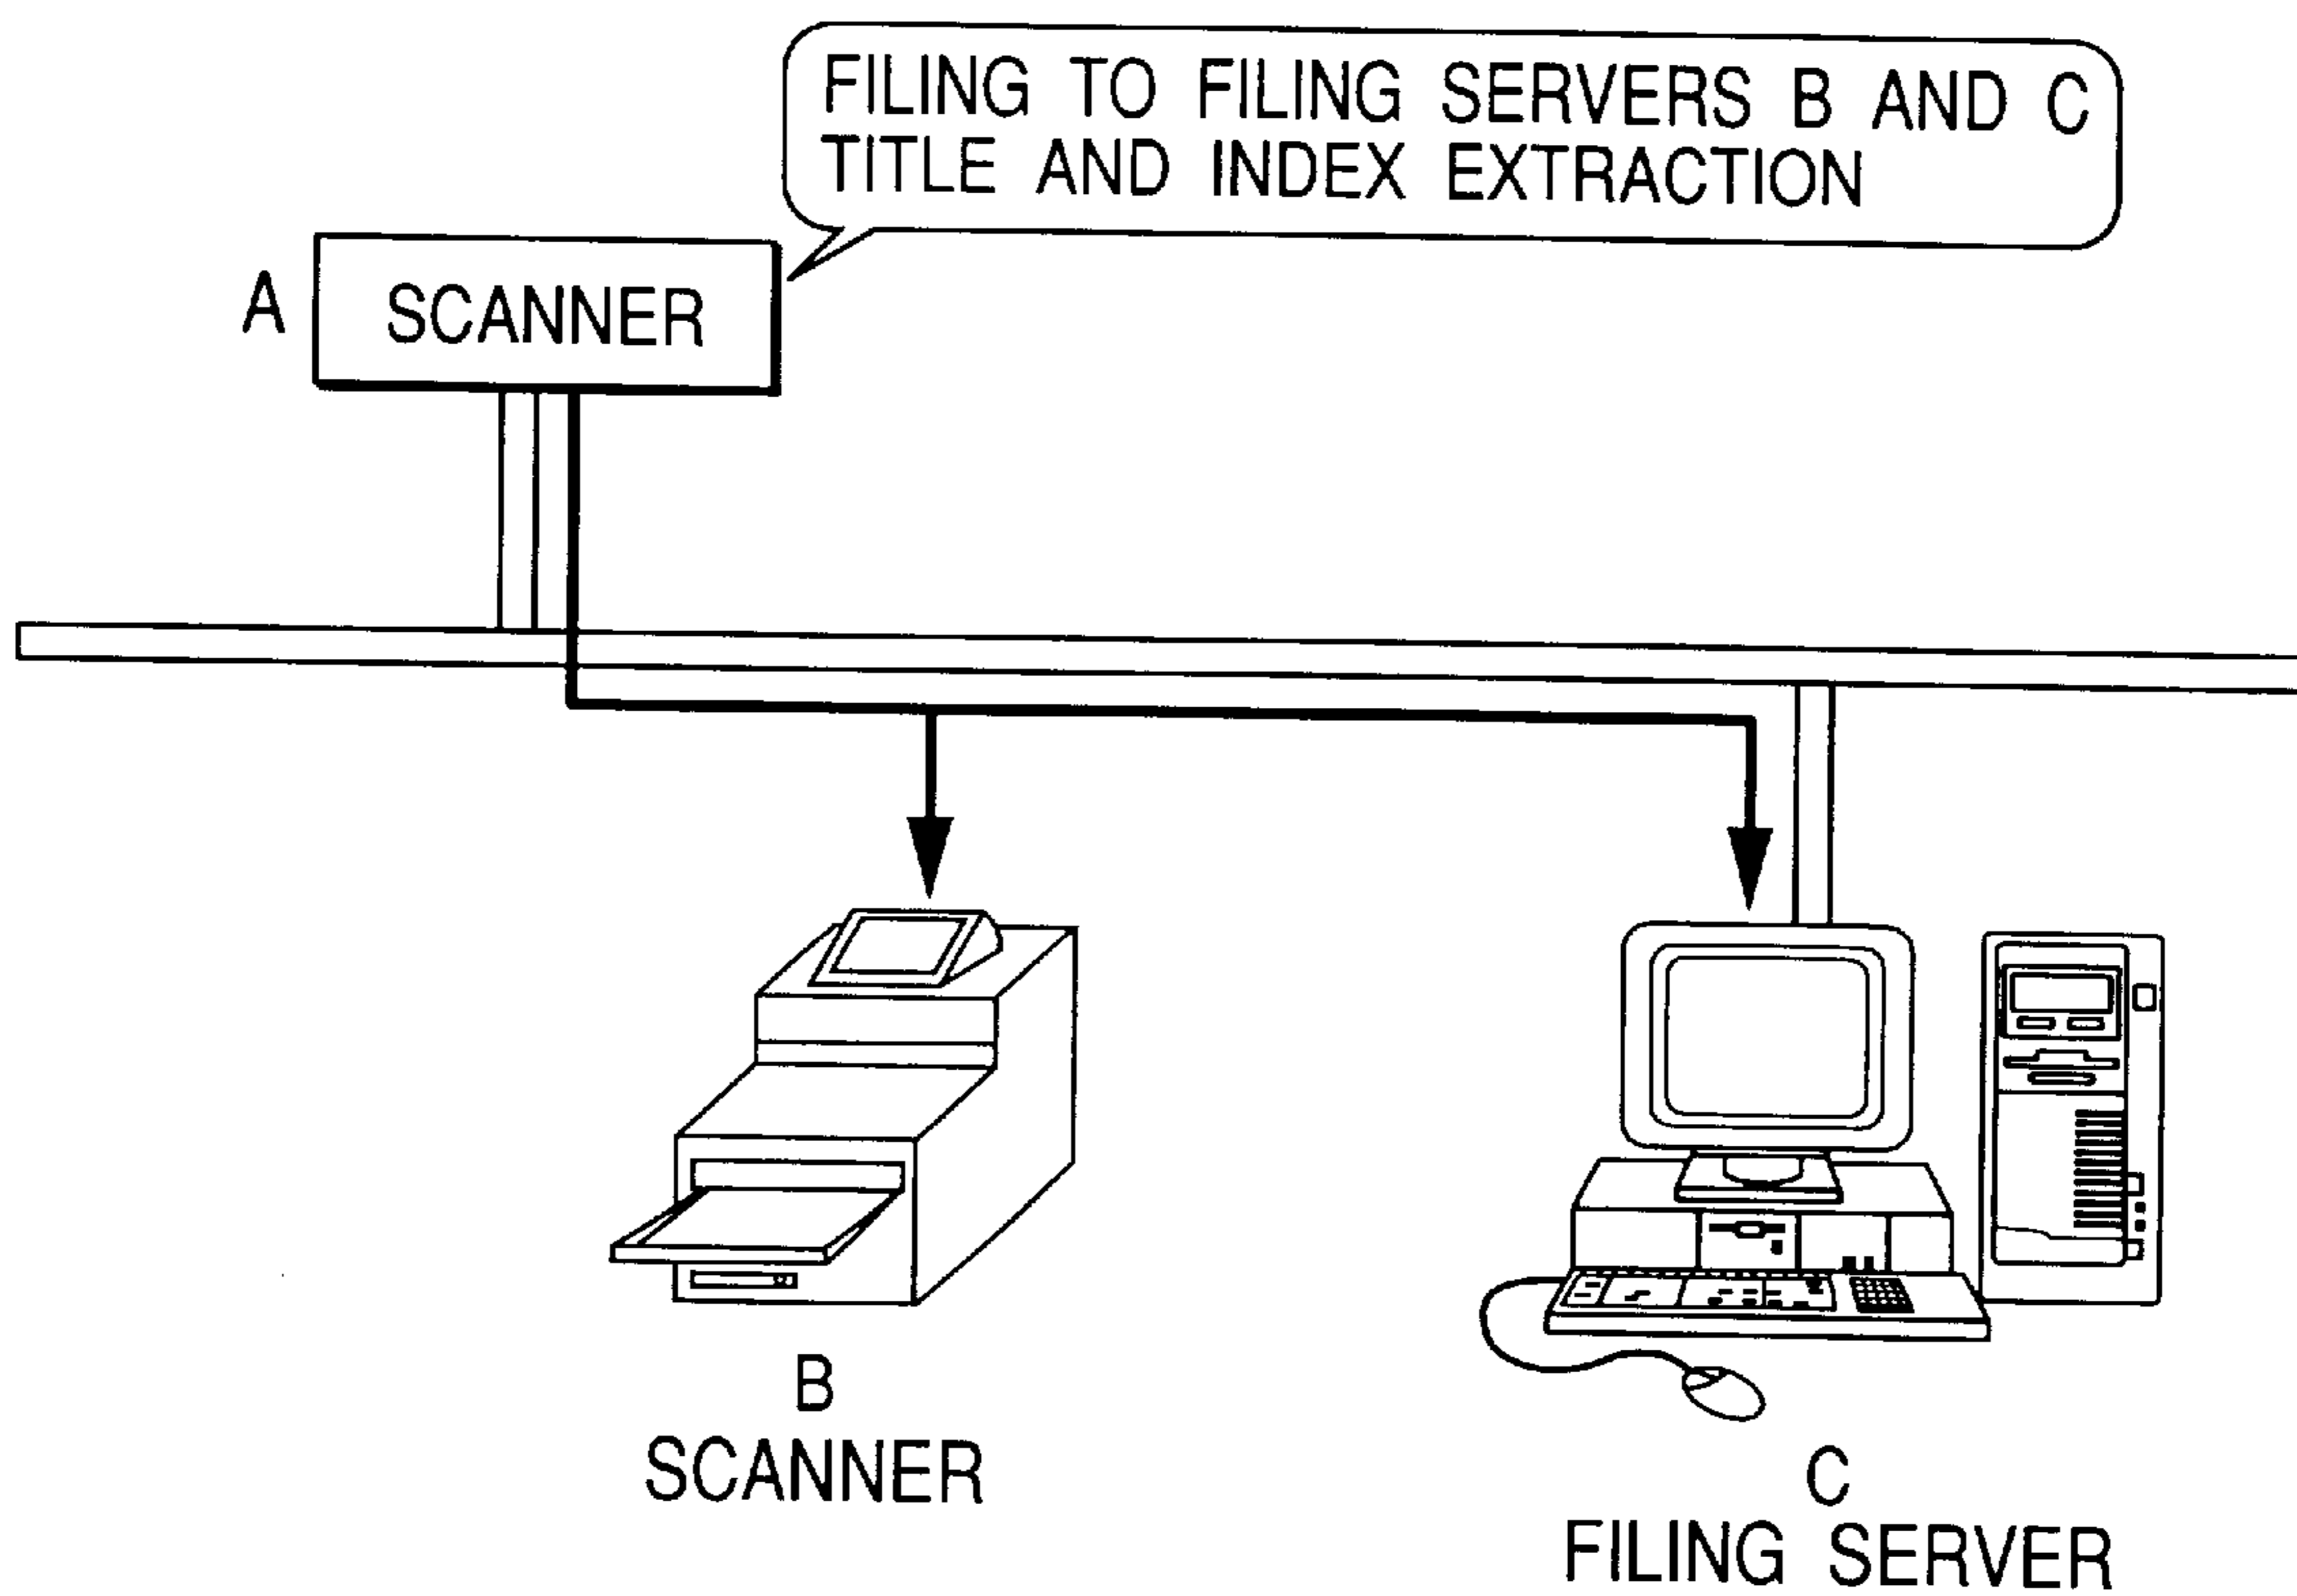 FILING TO FILING SERVERS B AND C
TITLE AND INDEX EXTRACTION
A
SCANNER
B
SCANNER
C
FILING SERVER